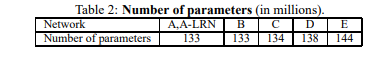 Table 2: Number of parameters (in millions).
Network A,A-LRN B C D E
Number of parameters 133 133 134 138 144